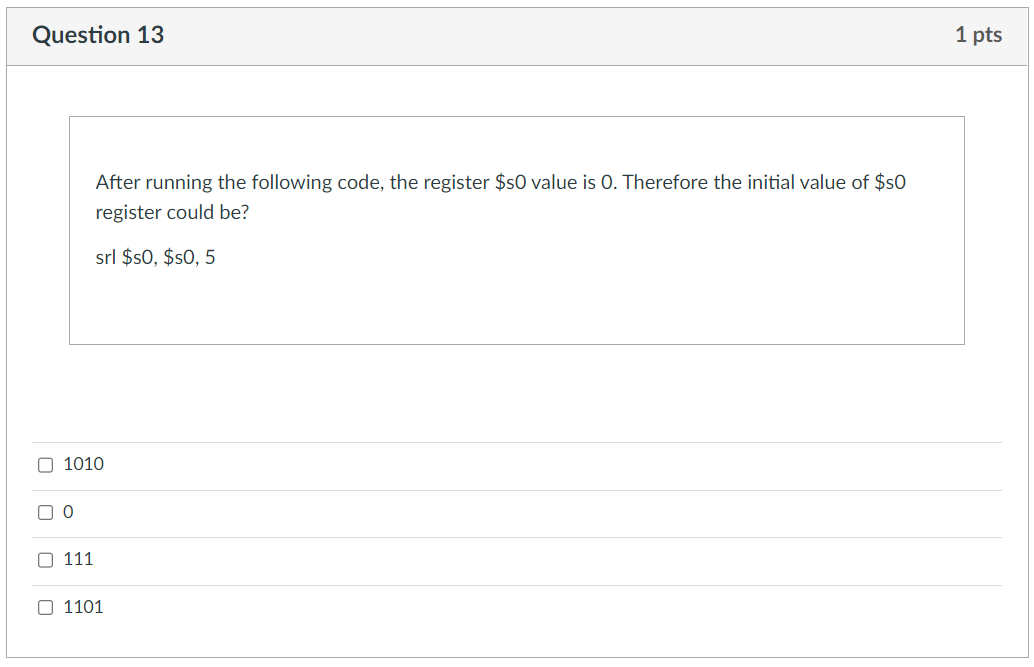 Question 13
1 pts
After running the following code, the register $s0 value is 0. Therefore the initial value of $s0
register could be?
srl $s0, $s0, 5
1010
0
111
1101